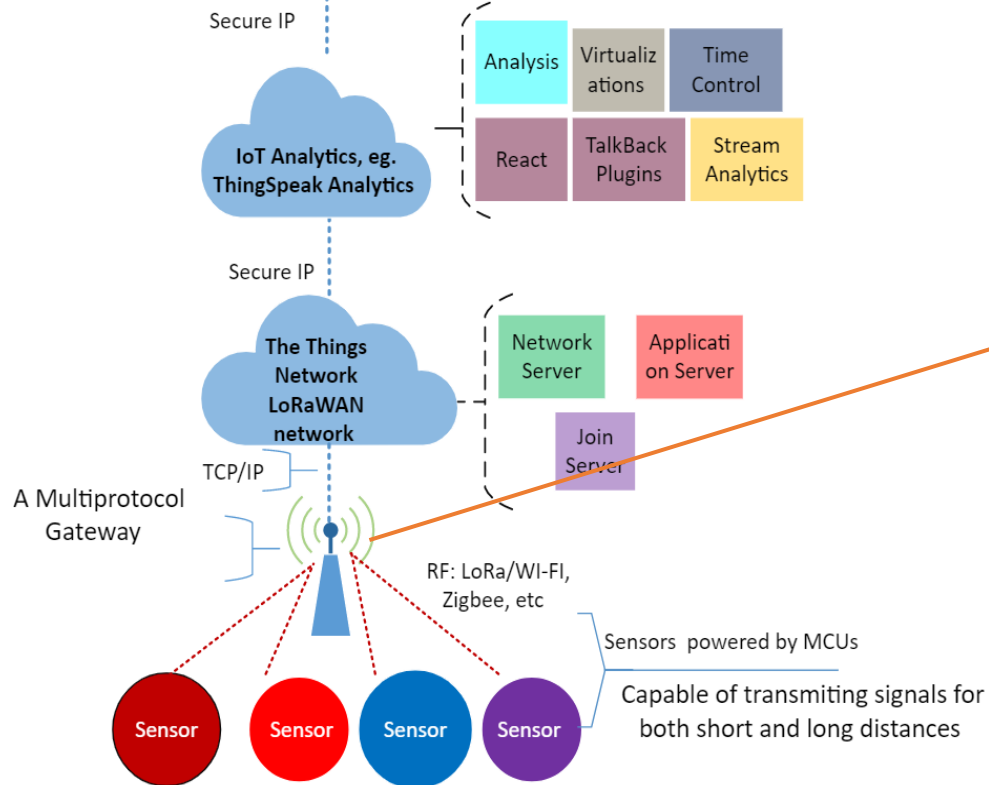 Secure IP
Analysis
Virtualiz
ations
Time
Control
IoT Analytics, eg.
ThingSpeak Analytics
React
TalkBack
Plugins
Stream
Analytics
Secure IP
The Things
Network
LoRaWAN
network
Network
Server
Applicati
on Server
Join
Server
TCP/IP
A Multiprotocol
Gateway
RF: LoRa/WI-FI,
Zigbee, etc
Sensors powered by MCUs
Capable of transmiting signals for
both short and long distances
Sensor
Sensor
Sensor
Sensor